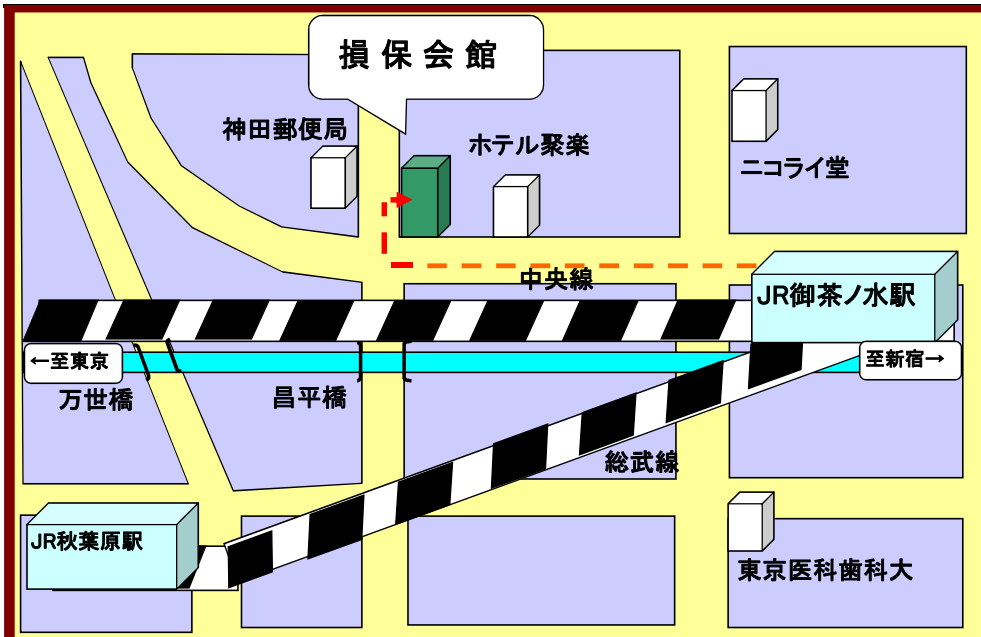 損保会館
神田郵便局
ホテル聚楽
ニコライ堂
中央線
JR御茶ノ水駅
←至東京
至新宿→
万世橋
昌平橋
総武線
JR秋葉原駅
東京医科歯科大